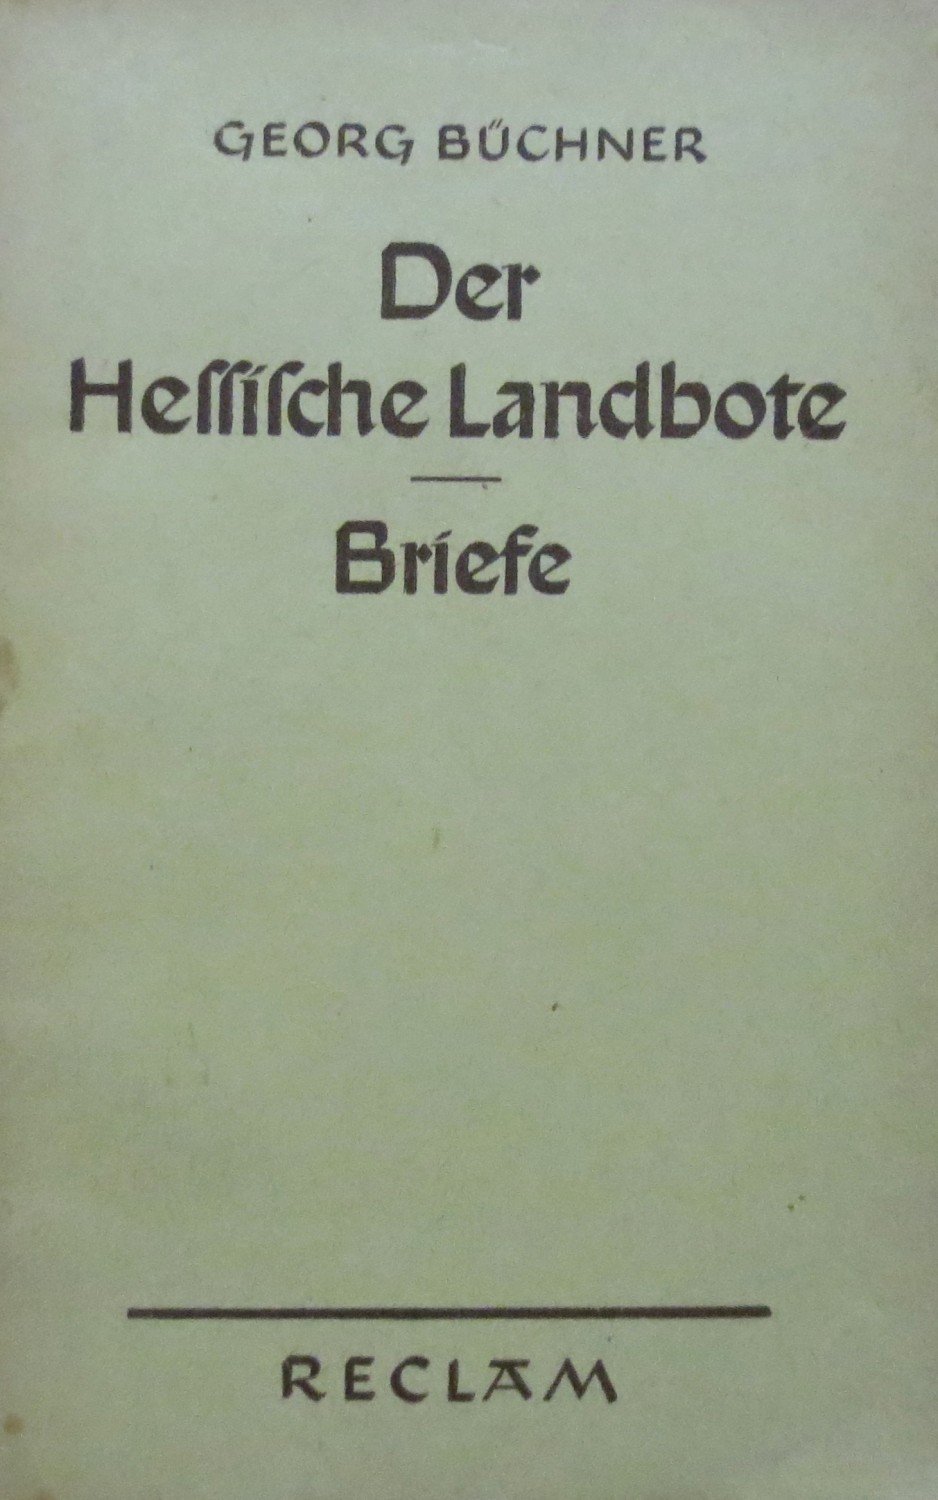 GEORG BÜCHNER
Der
Heſſiſche Landbote
Briefe
RECLAM